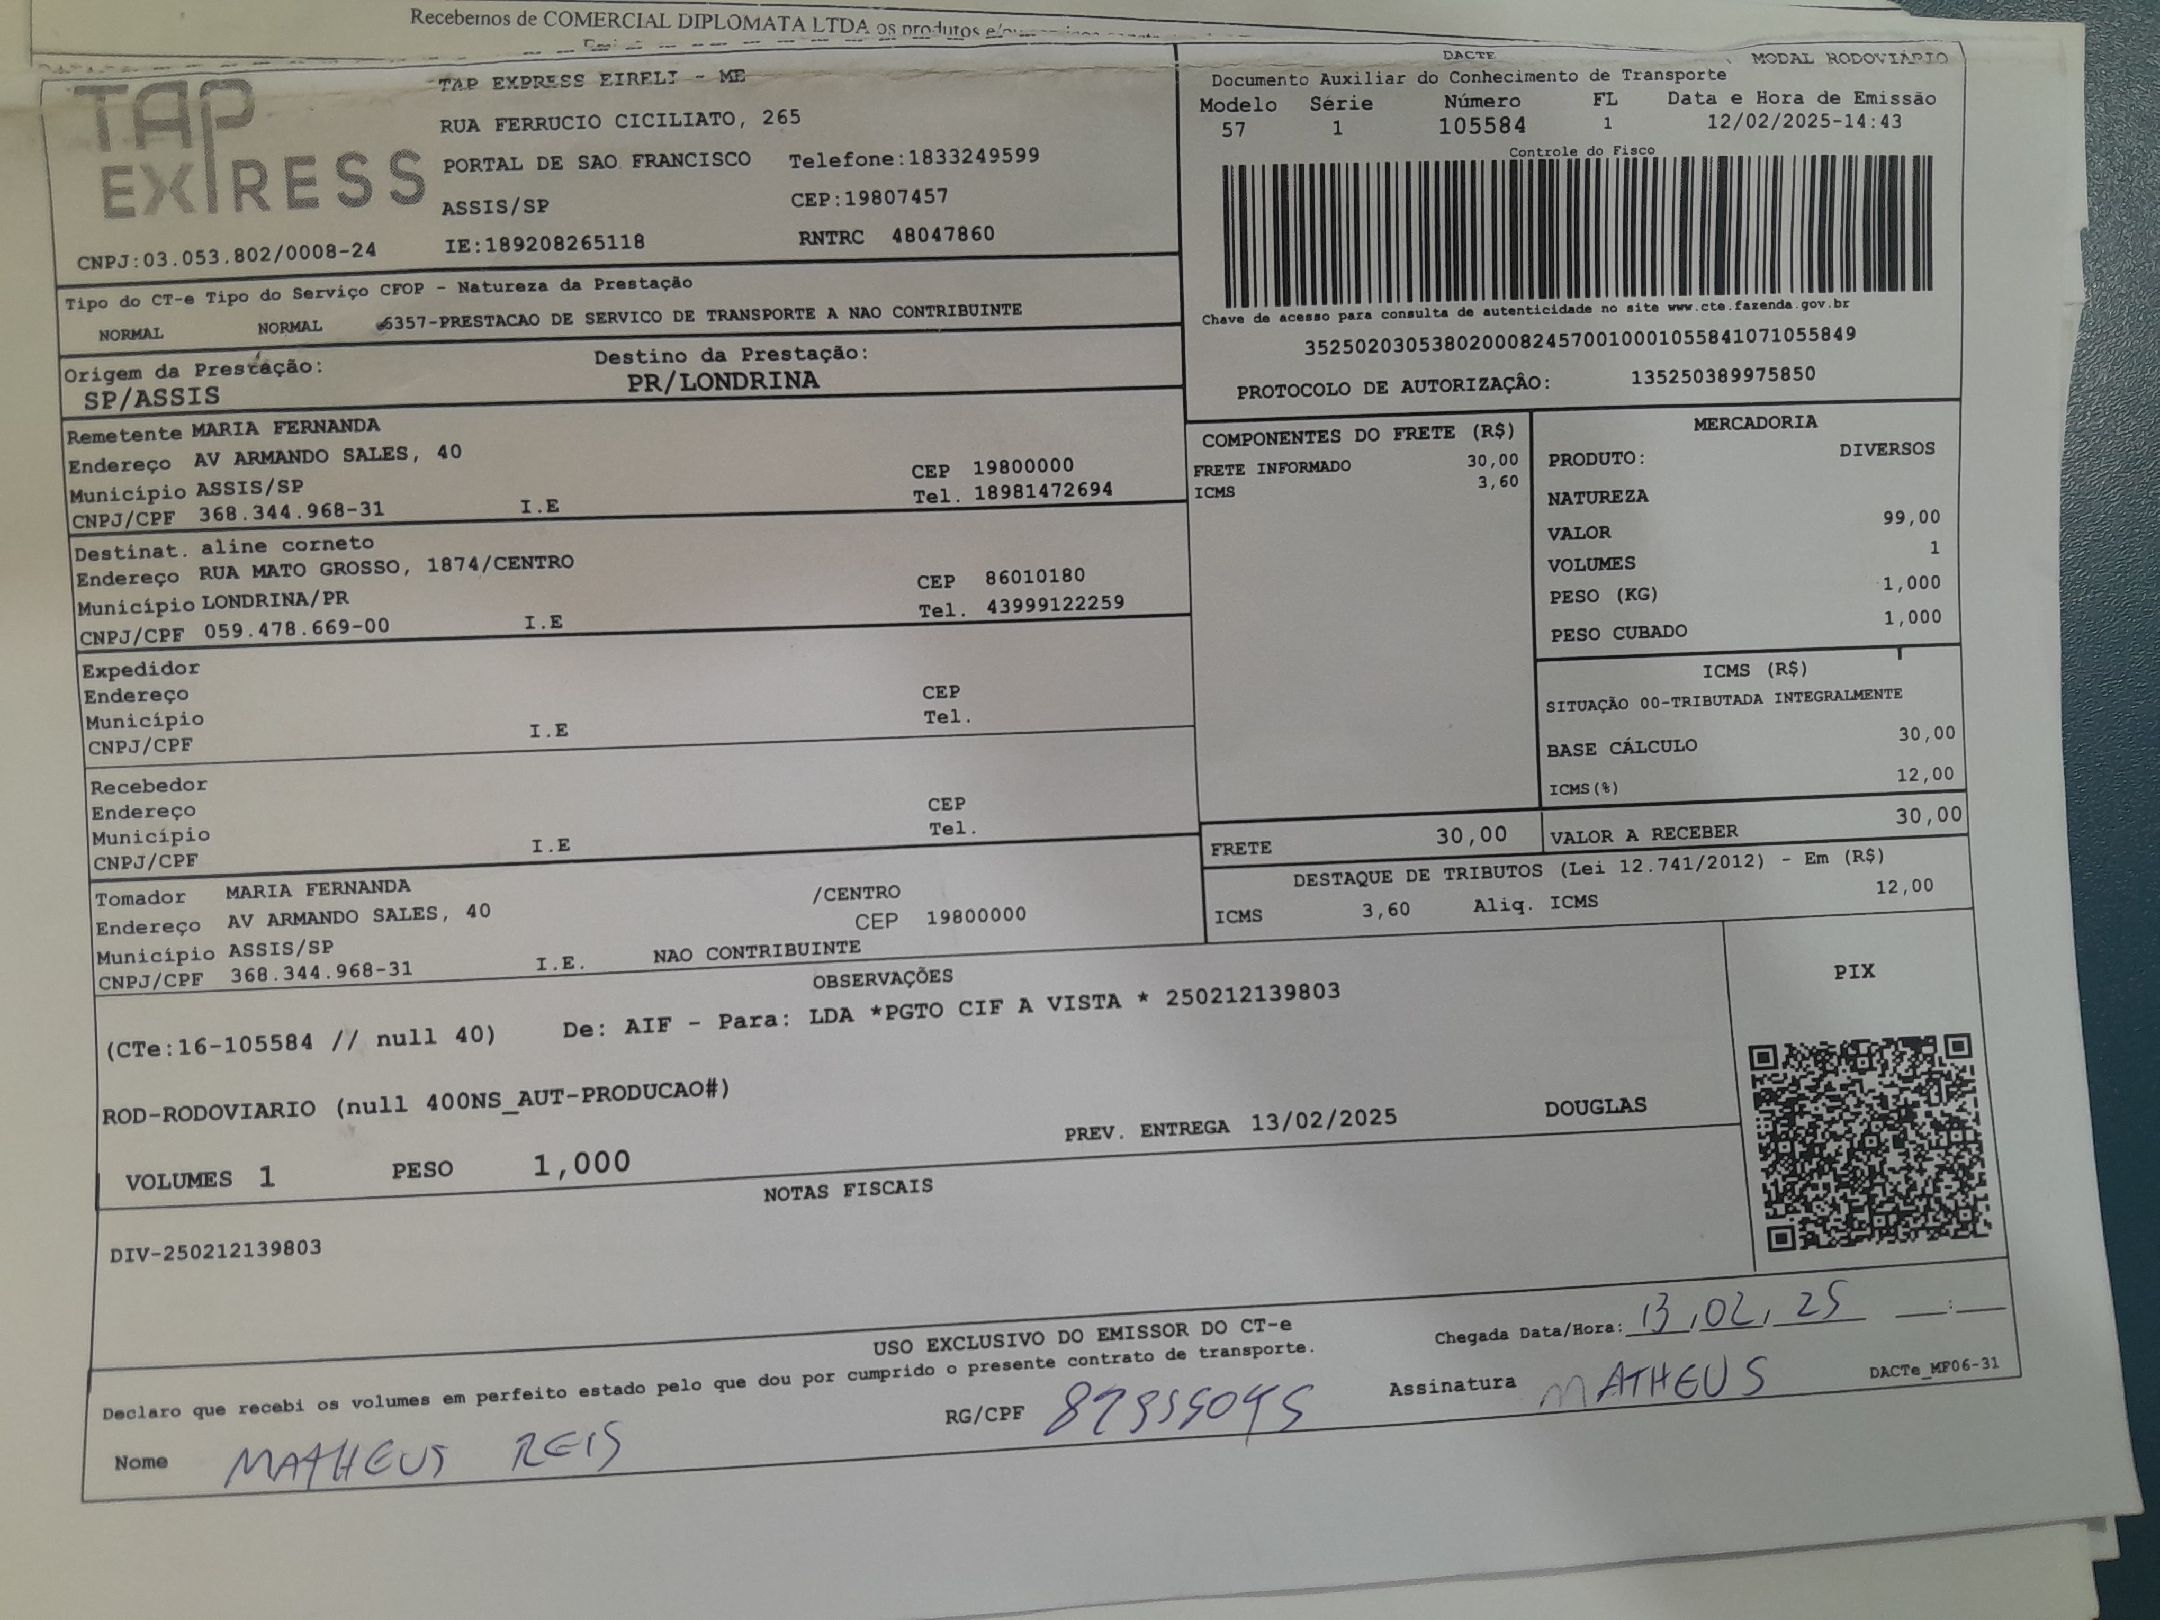 Recebemos de COMERCIAL DIPLOMATA LTDA os produtos
TAP EXPRESS
TAP EXPRESS EIRELI - ME
RUA FERRUCIO CICILIATO, 265
PORTAL DE SAO FRANCISCO Telefone:1833249599
ASSIS/SP CEP:19807457
CNPJ:03.053.802/0008-24 IE:189208265118 RNTRC 48047860
DACTE MODAL RODOVIÁRIO
Documento Auxiliar do Conhecimento de Transporte
Modelo Série Número FL Data e Hora de Emissão
57 1 105584 1 12/02/2025-14:43
Controle do Fisco
Chave de acesso para consulta de autenticidade no site www.cte.fazenda.gov.br
35250203053802000824570010001055841071055849
PROTOCOLO DE AUTORIZAÇÂO: 135250389975850
Tipo do CT-e Tipo do Serviço CFOP - Natureza da Prestação
NORMAL NORMAL 6357-PRESTACAO DE SERVICO DE TRANSPORTE A NAO CONTRIBUINTE
Origem da Prestação: Destino da Prestação:
SP/ASSIS PR/LONDRINA
Remetente MARIA FERNANDA
Endereço AV ARMANDO SALES, 40 CEP 19800000
Município ASSIS/SP Tel. 18981472694
CNPJ/CPF 368.344.968-31 I.E
Destinat. aline corneto
Endereço RUA MATO GROSSO, 1874/CENTRO CEP 86010180
Município LONDRINA/PR Tel. 43999122259
CNPJ/CPF 059.478.669-00 I.E
Expedidor
Endereço CEP
Município Tel.
CNPJ/CPF I.E
Recebedor
Endereço CEP
Município Tel.
CNPJ/CPF I.E
Tomador MARIA FERNANDA /CENTRO
Endereço AV ARMANDO SALES, 40 CEP 19800000
Município ASSIS/SP
CNPJ/CPF 368.344.968-31 I.E. NAO CONTRIBUINTE
COMPONENTES DO FRETE (R$)
FRETE INFORMADO 30,00
ICMS 3,60
MERCADORIA
PRODUTO: DIVERSOS
NATUREZA
VALOR 99,00
VOLUMES 1
PESO (KG) 1,000
PESO CUBADO 1,000
ICMS (R$)
SITUAÇÃO 00-TRIBUTADA INTEGRALMENTE
BASE CÁLCULO 30,00
ICMS(%) 12,00
FRETE 30,00 VALOR A RECEBER 30,00
DESTAQUE DE TRIBUTOS (Lei 12.741/2012) - Em (R$)
ICMS 3,60 Aliq. ICMS 12,00
OBSERVAÇÕES
(CTe:16-105584 // null 40) De: AIF - Para: LDA *PGTO CIF A VISTA * 250212139803
ROD-RODOVIARIO (null 400NS_AUT-PRODUCAO#)
PREV. ENTREGA 13/02/2025 DOUGLAS
VOLUMES 1 PESO 1,000
PIX
NOTAS FISCAIS
DIV-250212139803
USO EXCLUSIVO DO EMISSOR DO CT-e
Declaro que recebi os volumes em perfeito estado pelo que dou por cumprido o presente contrato de transporte.
Chegada Data/Hora: 13,02,25 __:__
Nome MATHEUS REIS RG/CPF Assinatura MATHEUS
DACTe_MF06-31